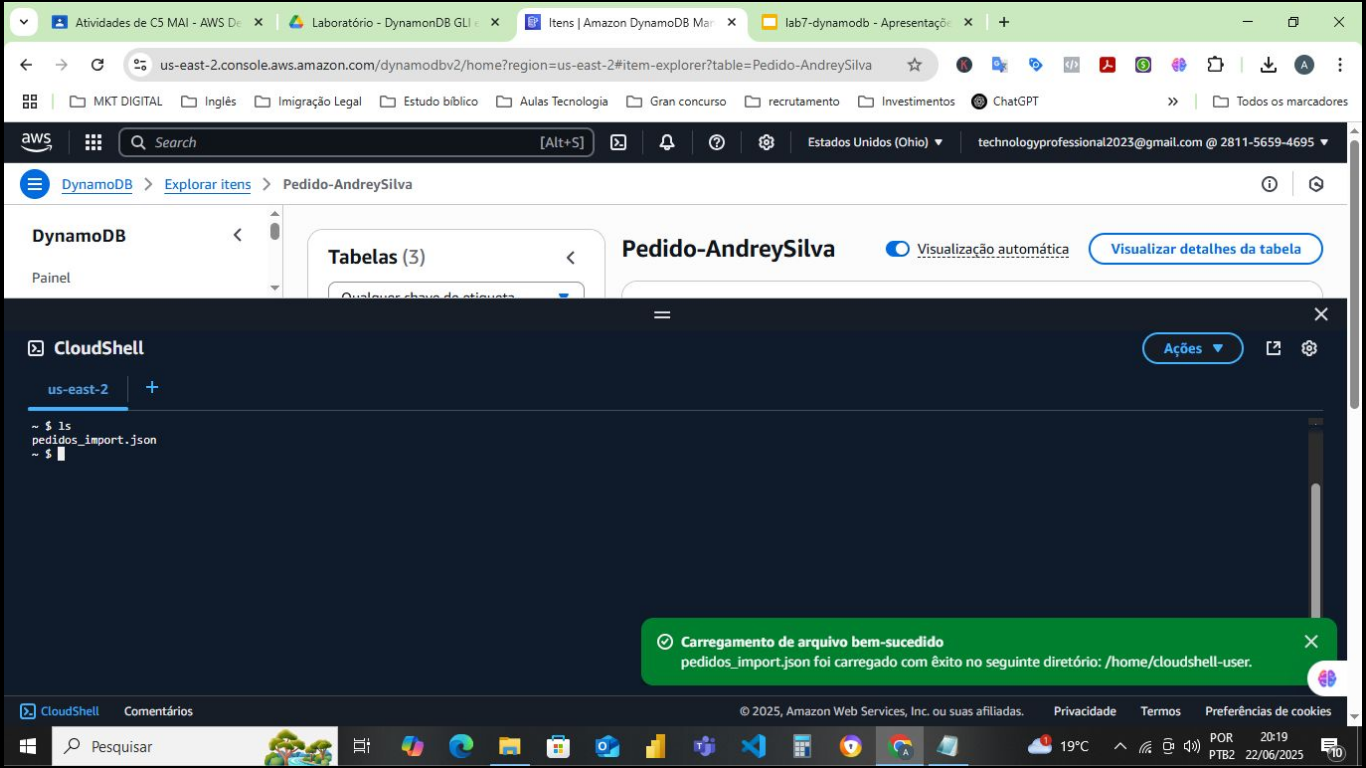 Atividades de C5 MAI - AWS De
Laboratório - DynamonDB GLI e
Itens | Amazon DynamoDB Man
lab7-dynamodb - Apresentaçõe
us-east-2.console.aws.amazon.com/dynamodbv2/home?region=us-east-2#item-explorer?table=Pedido-AndreySilva
A
MKT DIGITAL
Inglês
Imigração Legal
Estudo bíblico
Aulas Tecnologia
Gran concurso
recrutamento
Investimentos
ChatGPT
»
Todos os marcadores
aws
Search
[Alt+S]
Estados Unidos (Ohio)
technologyprofessional2023@gmail.com @ 2811-5659-4695
DynamoDB > Explorar itens > Pedido-AndreySilva
DynamoDB
Painel
Tabelas (3)
Qualquer chave de etiqueta
Pedido-AndreySilva
Visualização automática
Visualizar detalhes da tabela
CloudShell
Ações
us-east-2
+
~ $ ls
pedidos_import.json
~ $
Carregamento de arquivo bem-sucedido
pedidos_import.json foi carregado com êxito no seguinte diretório: /home/cloudshell-user.
CloudShell
Comentários
© 2025, Amazon Web Services, Inc. ou suas afiliadas.
Privacidade
Termos
Preferências de cookies
Pesquisar
19°C
POR
PTB2
20:19
22/06/2025
10